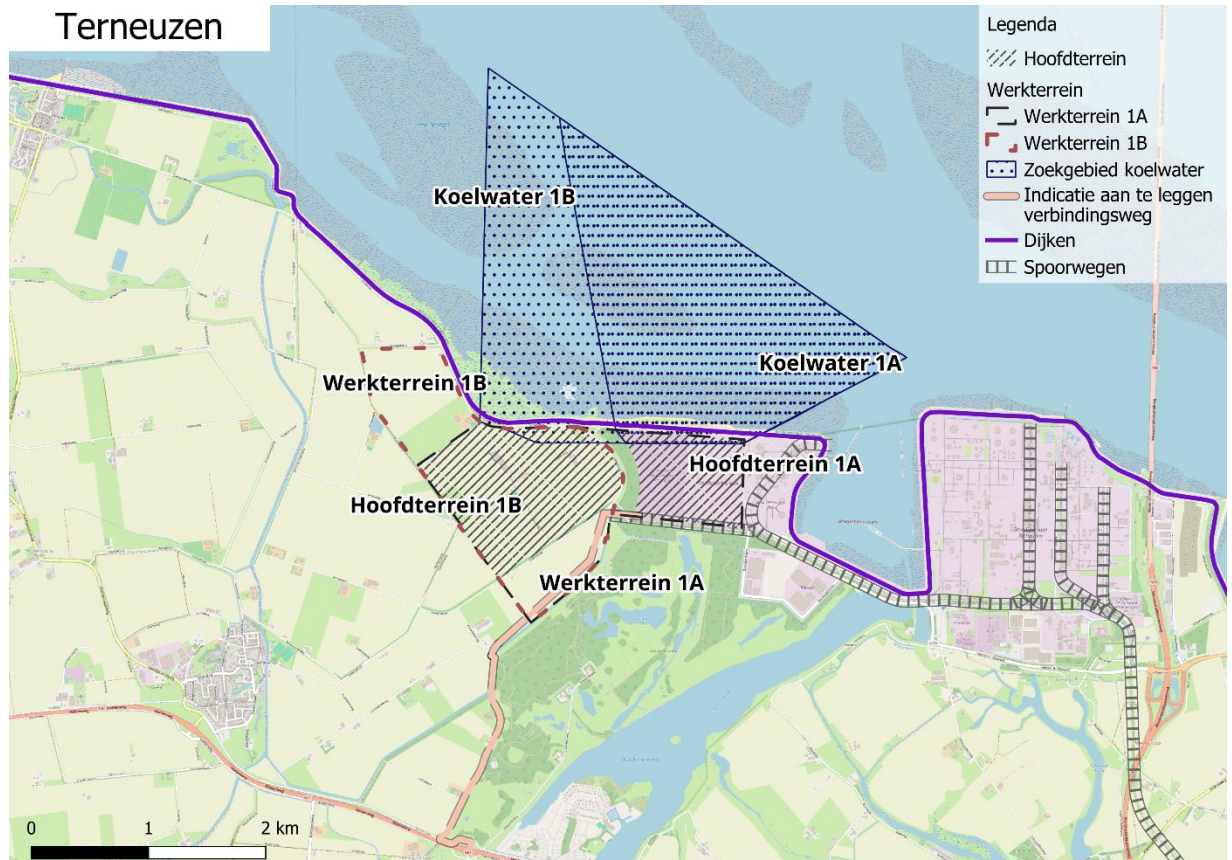 Terneuzen
Legenda
Hoofdterrein
Werkterrein
Werkterrein 1A
Werkterrein 1B
Zoekgebied koelwater
Indicatie aan te leggen
verbindingsweg
Dijken
Spoorwegen
Koelwater 1B
Koelwater 1A
Werkterrein 1B
Hoofdterrein 1A
Hoofdterrein 1B
Werkterrein 1A
0 1 2 km